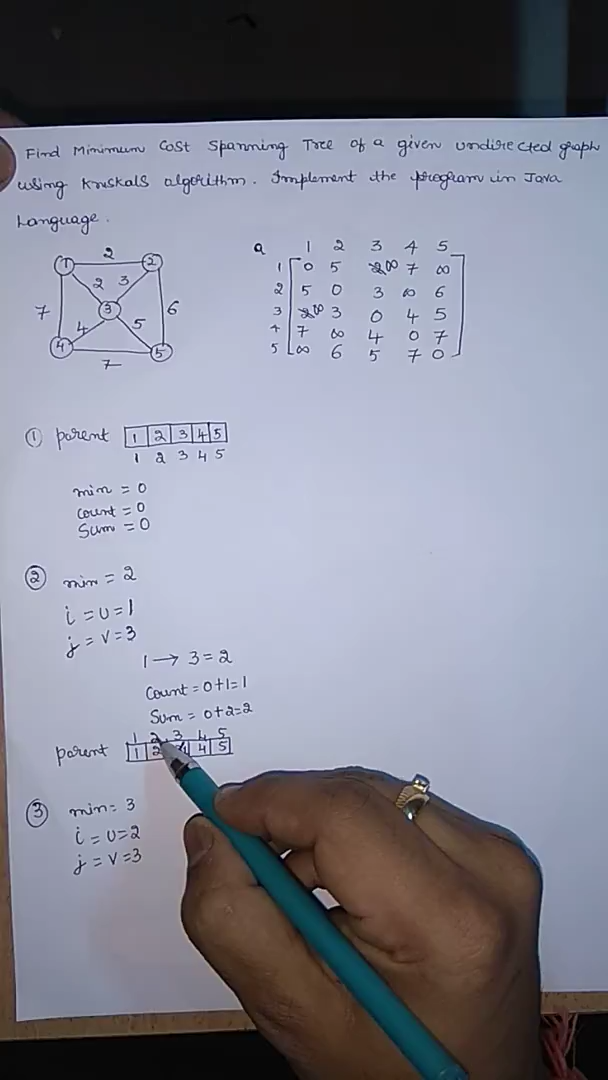 Find Minimum Cost Spanning Tree of a given undirected graph
using Kruskals algorithm. Implement the program in Java
Language.
1 2 2
2 3
7 3 6
4 5
4 7 5
a 1 2 3 4 5
1 0 5 ∞ 7 ∞
2 5 0 3 ∞ 6
3 ∞ 3 0 4 5
4 7 ∞ 4 0 7
5 ∞ 6 5 7 0
① parent 1 2 3 4 5
1 2 3 4 5
min = 0
count = 0
Sum = 0
② min = 2
i = u = 1
j = v = 3
1 → 3 = 2
Count = 0+1=1
Sum = 0+2=2
1 2 3 4 5
parent 1 2 4 5
③ min = 3
i = u = 2
j = v = 3